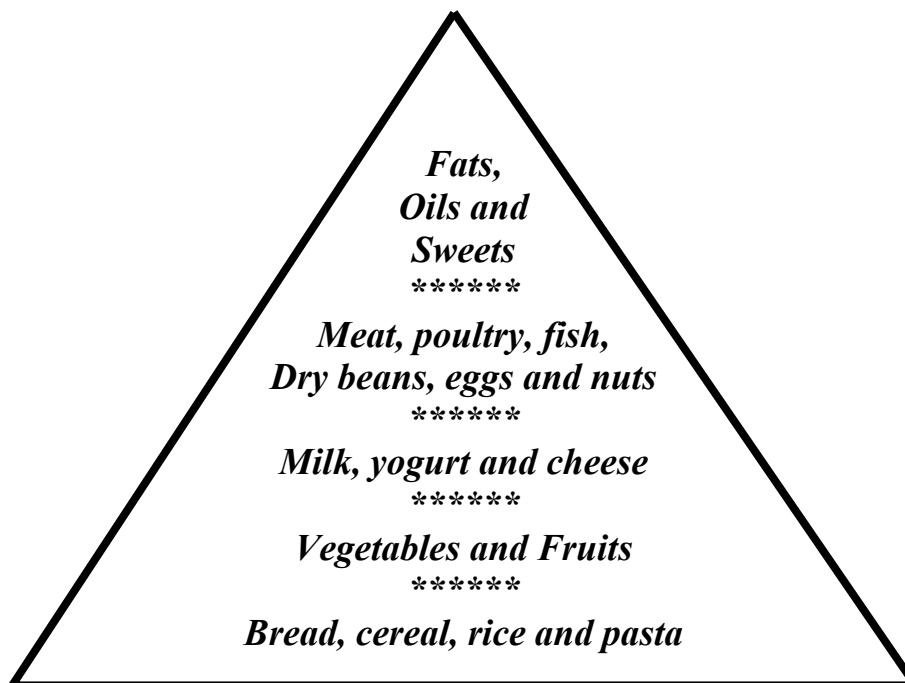 Fats,
Oils and
Sweets
******
Meat, poultry, fish,
Dry beans, eggs and nuts
******
Milk, yogurt and cheese
******
Vegetables and Fruits
******
Bread, cereal, rice and pasta